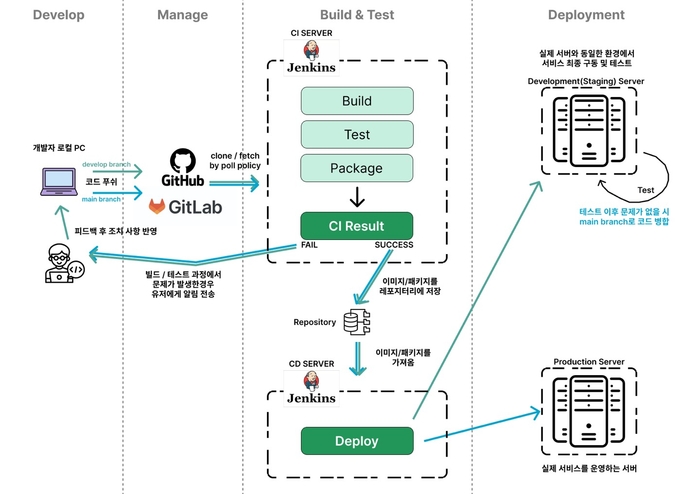 Develop
Manage
Build & Test
Deployment
CI SERVER
Jenkins
Build
Test
Package
CI Result
FAIL
SUCCESS
개발자 로컬 PC
develop branch
코드 푸쉬
main branch
GitHub
GitLab
clone / fetch
by poll policy
피드백 후 조치 사항 반영
빌드 / 테스트 과정에서
문제가 발생한경우
유저에게 알림 전송
이미지/패키지를
레포지터리에 저장
Repository
이미지/패키지를
가져옴
CD SERVER
Jenkins
Deploy
실제 서버와 동일한 환경에서
서비스 최종 구동 및 테스트
Development(Staging) Server
Test
테스트 이후 문제가 없을 시
main branch로 코드 병합
Production Server
실제 서비스를 운영하는 서버